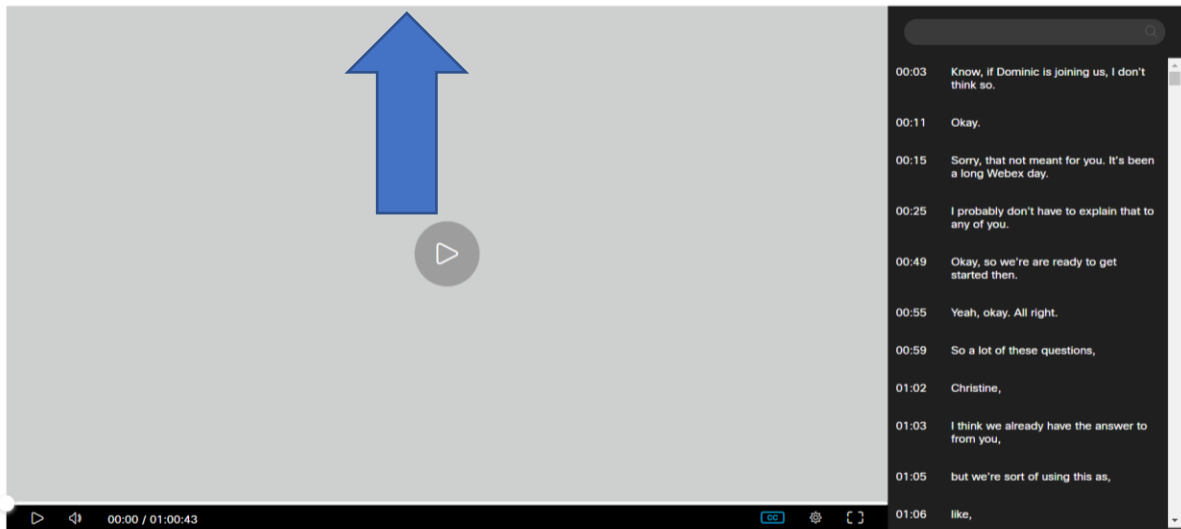 00:03 Know, if Dominic is joining us, I don't
think so.
00:11 Okay.
00:15 Sorry, that not meant for you. It's been
a long Webex day.
00:25 I probably don't have to explain that to
any of you.
00:49 Okay, so we're are ready to get
started then.
00:55 Yeah, okay. All right.
00:59 So a lot of these questions,
01:02 Christine,
01:03 I think we already have the answer to
from you,
01:05 but we're sort of using this as,
01:06 like,
00:00 / 01:00:43
CC